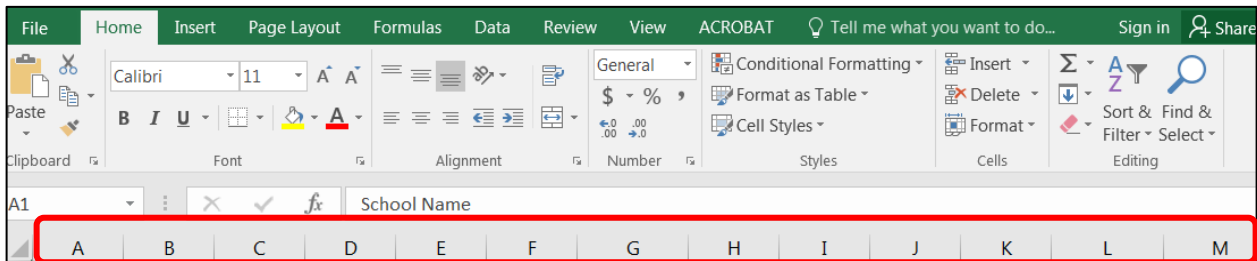 File Home Insert Page Layout Formulas Data Review View ACROBAT Tell me what you want to do... Sign in Share
Calibri 11 A A General Conditional Formatting Insert Σ A Z
Paste B I U A $ % , Format as Table Delete Sort & Find &
.0 .00 .00 .0 Cell Styles Format Filter Select
Clipboard Font Alignment Number Styles Cells Editing
A1 fx School Name
A B C D E F G H I J K L M